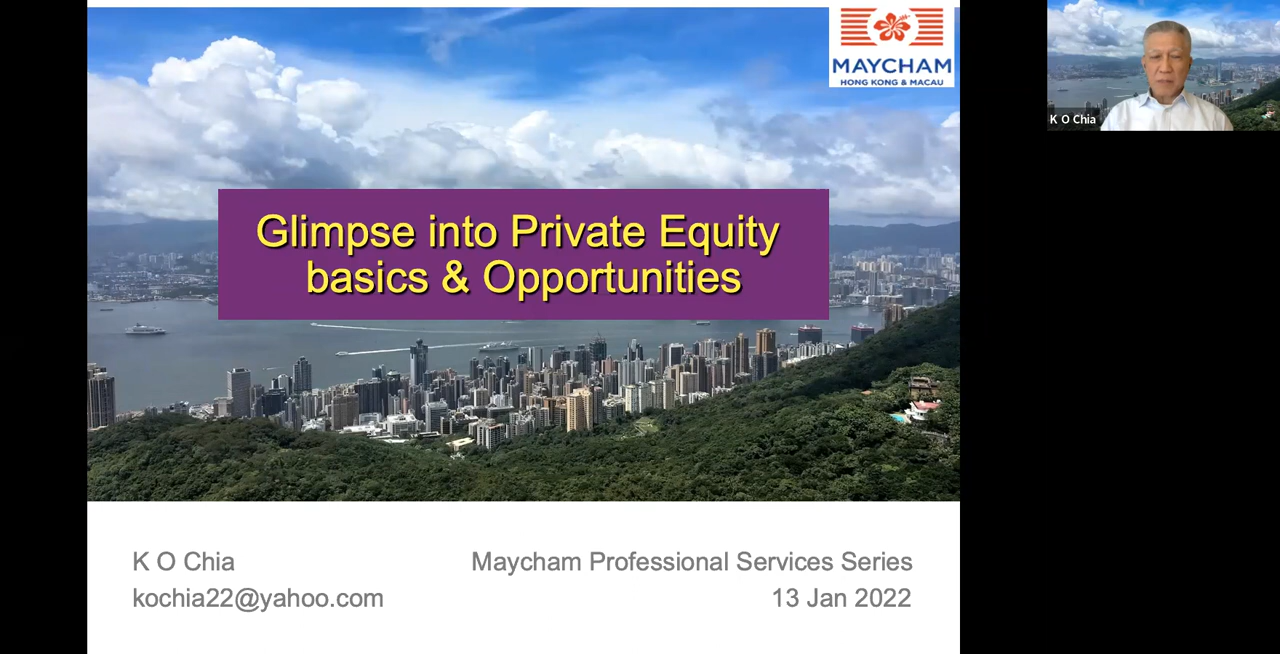 MAYCHAM
HONG KONG & MACAU
Glimpse into Private Equity
basics & Opportunities
K O Chia
kochia22@yahoo.com
Maycham Professional Services Series
13 Jan 2022
K O Chia